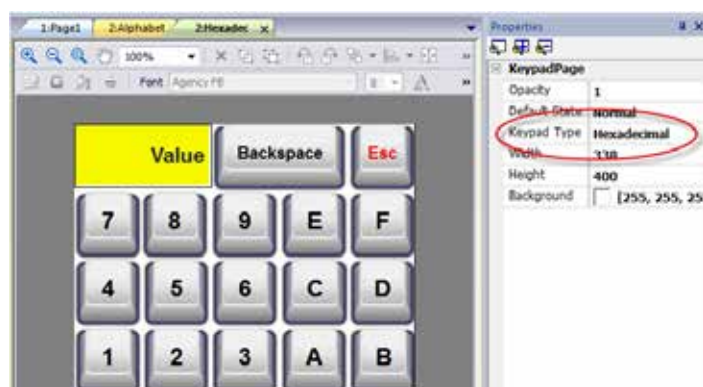 1:Page1 2:Alphabet 2:Hexadec x
100%
Font Agency FB 8
Value Backspace Esc
7 8 9 E F
4 5 6 C D
1 2 3 A B
Properties
KeypadPage
Opacity 1
Default State Normal
Keypad Type Hexadecimal
Width 338
Height 400
Background [255, 255, 25